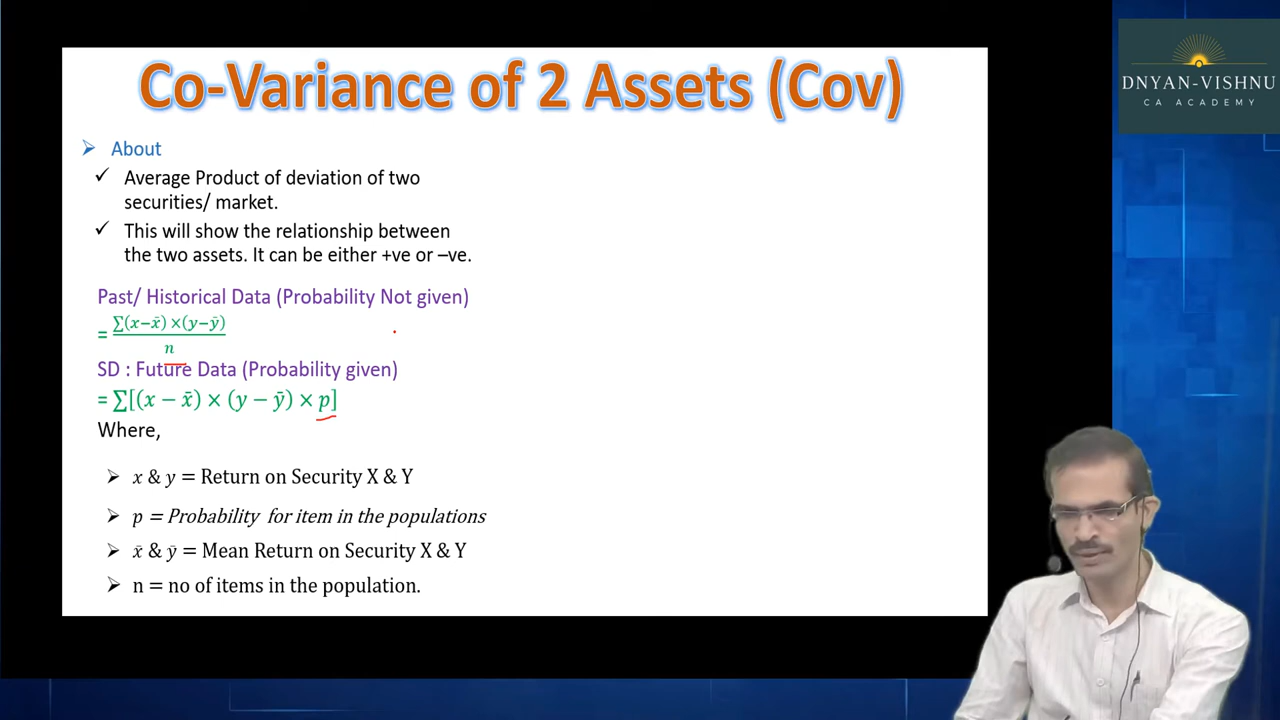 Co-Variance of 2 Assets (Cov)
DNYAN-VISHNU
CA ACADEMY
➢ About
✓ Average Product of deviation of two
securities/ market.
✓ This will show the relationship between
the two assets. It can be either +ve or –ve.
Past/ Historical Data (Probability Not given)
= ∑(x−x̄) ×(y−ȳ)
n
SD : Future Data (Probability given)
= ∑[(x − x̄) × (y − ȳ) × p]
Where,
➢ x & y = Return on Security X & Y
➢ p = Probability for item in the populations
➢ x̄ & ȳ = Mean Return on Security X & Y
➢ n = no of items in the population.